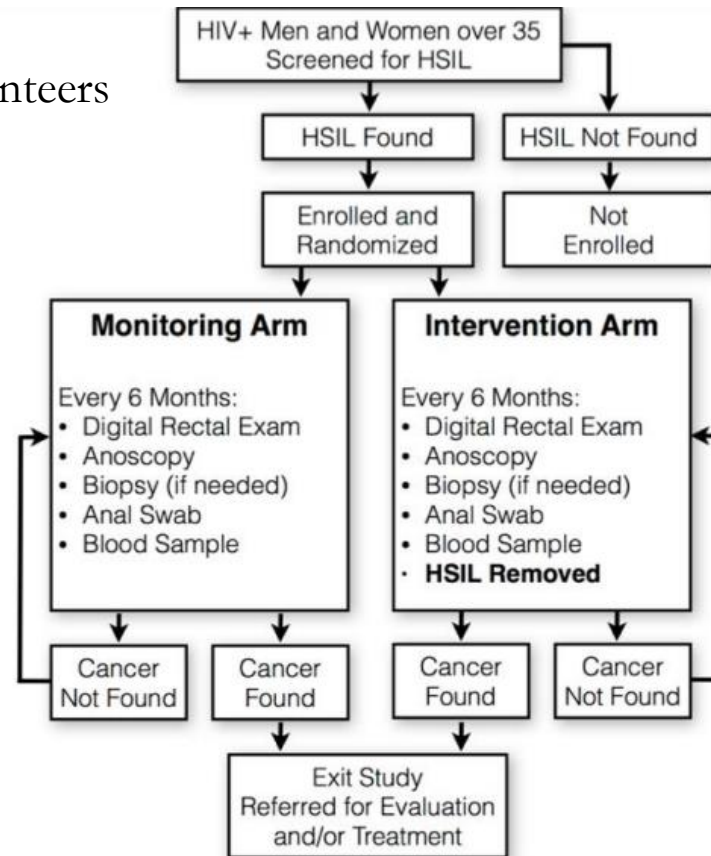 HIV+ Men and Women over 35
Screened for HSIL
HSIL Found
HSIL Not Found
Enrolled and
Randomized
Not
Enrolled
Monitoring Arm
Every 6 Months:
• Digital Rectal Exam
• Anoscopy
• Biopsy (if needed)
• Anal Swab
• Blood Sample
Intervention Arm
Every 6 Months:
• Digital Rectal Exam
• Anoscopy
• Biopsy (if needed)
• Anal Swab
• Blood Sample
· HSIL Removed
Cancer
Not Found
Cancer
Found
Cancer
Found
Cancer
Not Found
Exit Study
Referred for Evaluation
and/or Treatment